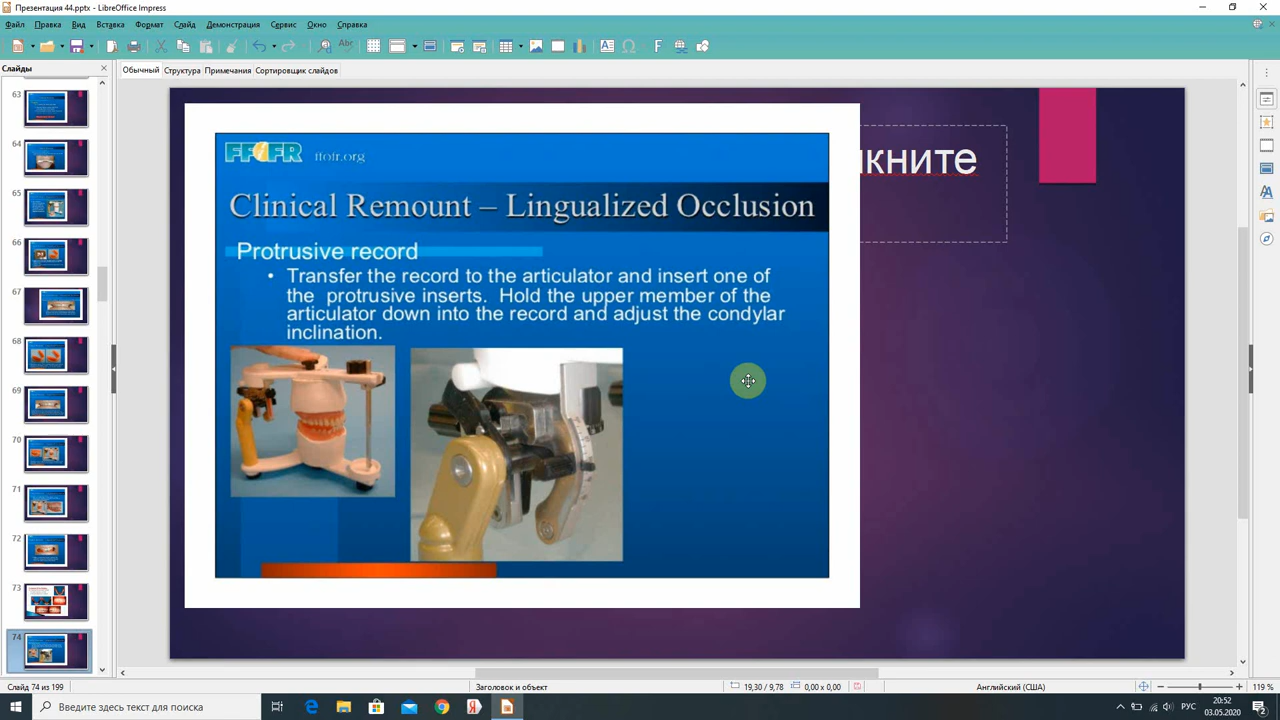 Презентация 44.pptx - LibreOffice Impress
Файл Правка Вид Вставка Формат Слайд Демонстрация Сервис Окно Справка
Слайды
Обычный Структура Примечания Сортировщик слайдов
63
64
65
66
67
68
69
70
71
72
73
74
FFOFR ffofr.org
Clinical Remount – Lingualized Occlusion
Protrusive record
• Transfer the record to the articulator and insert one of
the protrusive inserts. Hold the upper member of the
articulator down into the record and adjust the condylar
inclination.
кните
Слайд 74 из 199
Заголовок и объект
19,30 / 9,78
0,00 x 0,00
Английский (США)
119 %
Введите здесь текст для поиска
РУС
20:52
03.05.2020
2